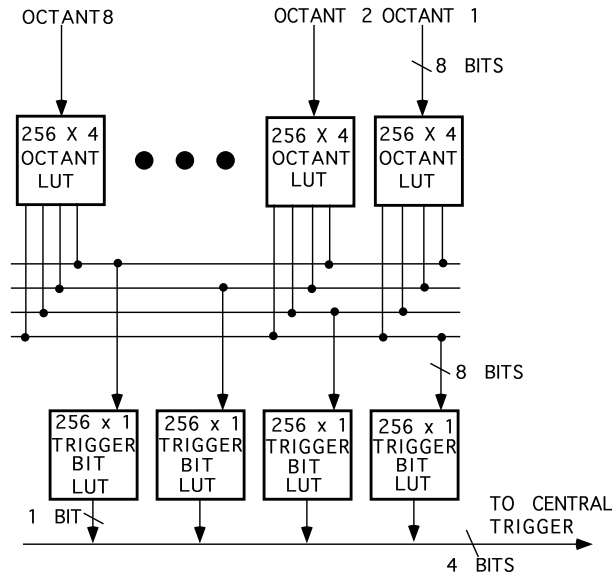 OCTANT8
OCTANT 2 OCTANT 1
8 BITS
256 X 4
OCTANT
LUT
256 X 4
OCTANT
LUT
256 X 4
OCTANT
LUT
8 BITS
256 x 1
TRIGGER
BIT
LUT
256 x 1
TRIGGER
BIT
LUT
256 x 1
TRIGGER
BIT
LUT
256 x 1
TRIGGER
BIT
LUT
1 BIT
TO CENTRAL
TRIGGER
4 BITS